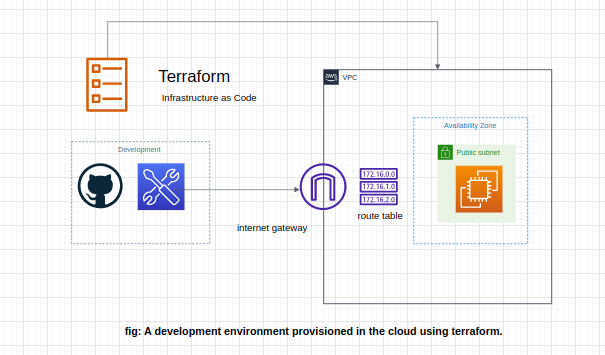 Terraform
Infrastructure as Code
aws
VPC
Availability Zone
Public subnet
Development
172.16.0.0
172.16.1.0
172.16.2.0
route table
internet gateway
fig: A development environment provisioned in the cloud using terraform.